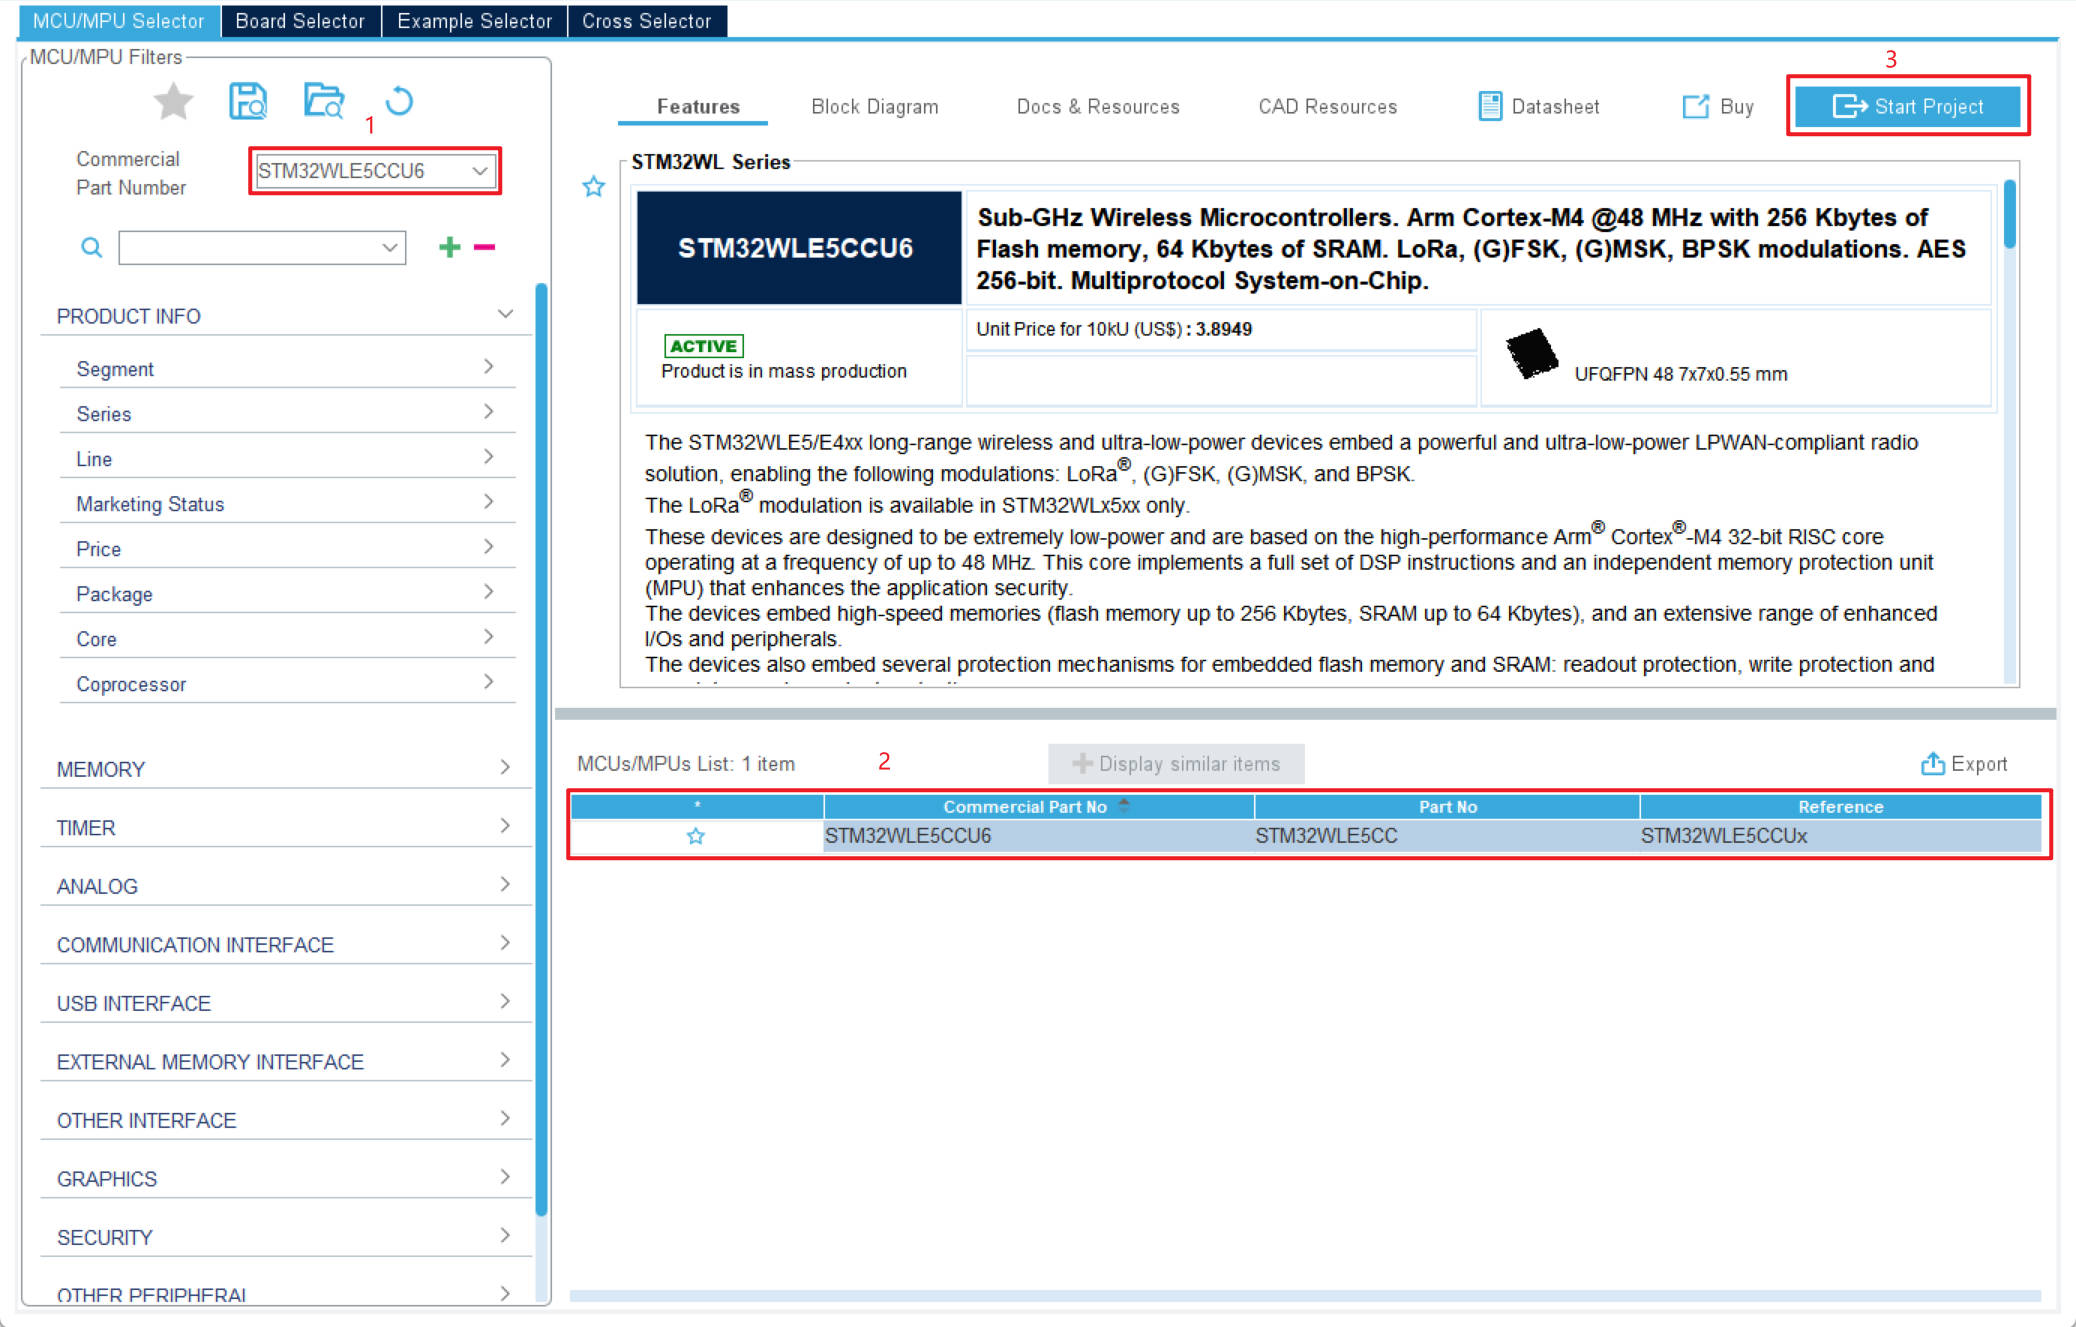 MCU/MPU Selector Board Selector Example Selector Cross Selector
MCU/MPU Filters
1
Commercial
Part Number
STM32WLE5CCU6
PRODUCT INFO
Segment
Series
Line
Marketing Status
Price
Package
Core
Coprocessor
MEMORY
TIMER
ANALOG
COMMUNICATION INTERFACE
USB INTERFACE
EXTERNAL MEMORY INTERFACE
OTHER INTERFACE
GRAPHICS
SECURITY
OTHER PERIPHERAL
3
Features Block Diagram Docs & Resources CAD Resources Datasheet Buy Start Project
STM32WL Series
STM32WLE5CCU6
Sub-GHz Wireless Microcontrollers. Arm Cortex-M4 @48 MHz with 256 Kbytes of
Flash memory, 64 Kbytes of SRAM. LoRa, (G)FSK, (G)MSK, BPSK modulations. AES
256-bit. Multiprotocol System-on-Chip.
ACTIVE
Product is in mass production
Unit Price for 10kU (US$) : 3.8949
UFQFPN 48 7x7x0.55 mm
The STM32WLE5/E4xx long-range wireless and ultra-low-power devices embed a powerful and ultra-low-power LPWAN-compliant radio
solution, enabling the following modulations: LoRa®, (G)FSK, (G)MSK, and BPSK.
The LoRa® modulation is available in STM32WLx5xx only.
These devices are designed to be extremely low-power and are based on the high-performance Arm® Cortex®-M4 32-bit RISC core
operating at a frequency of up to 48 MHz. This core implements a full set of DSP instructions and an independent memory protection unit
(MPU) that enhances the application security.
The devices embed high-speed memories (flash memory up to 256 Kbytes, SRAM up to 64 Kbytes), and an extensive range of enhanced
I/Os and peripherals.
The devices also embed several protection mechanisms for embedded flash memory and SRAM: readout protection, write protection and
MCUs/MPUs List: 1 item 2 Display similar items Export
* Commercial Part No Part No Reference
STM32WLE5CCU6 STM32WLE5CC STM32WLE5CCUx